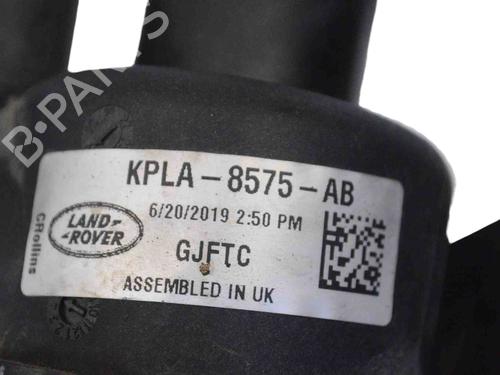 B-PARTS
KPLA-8575-AB
LAND-
-ROVER
6/20/2019 2:50 PM
GJFTC
ASSEMBLED IN UK
CRollins